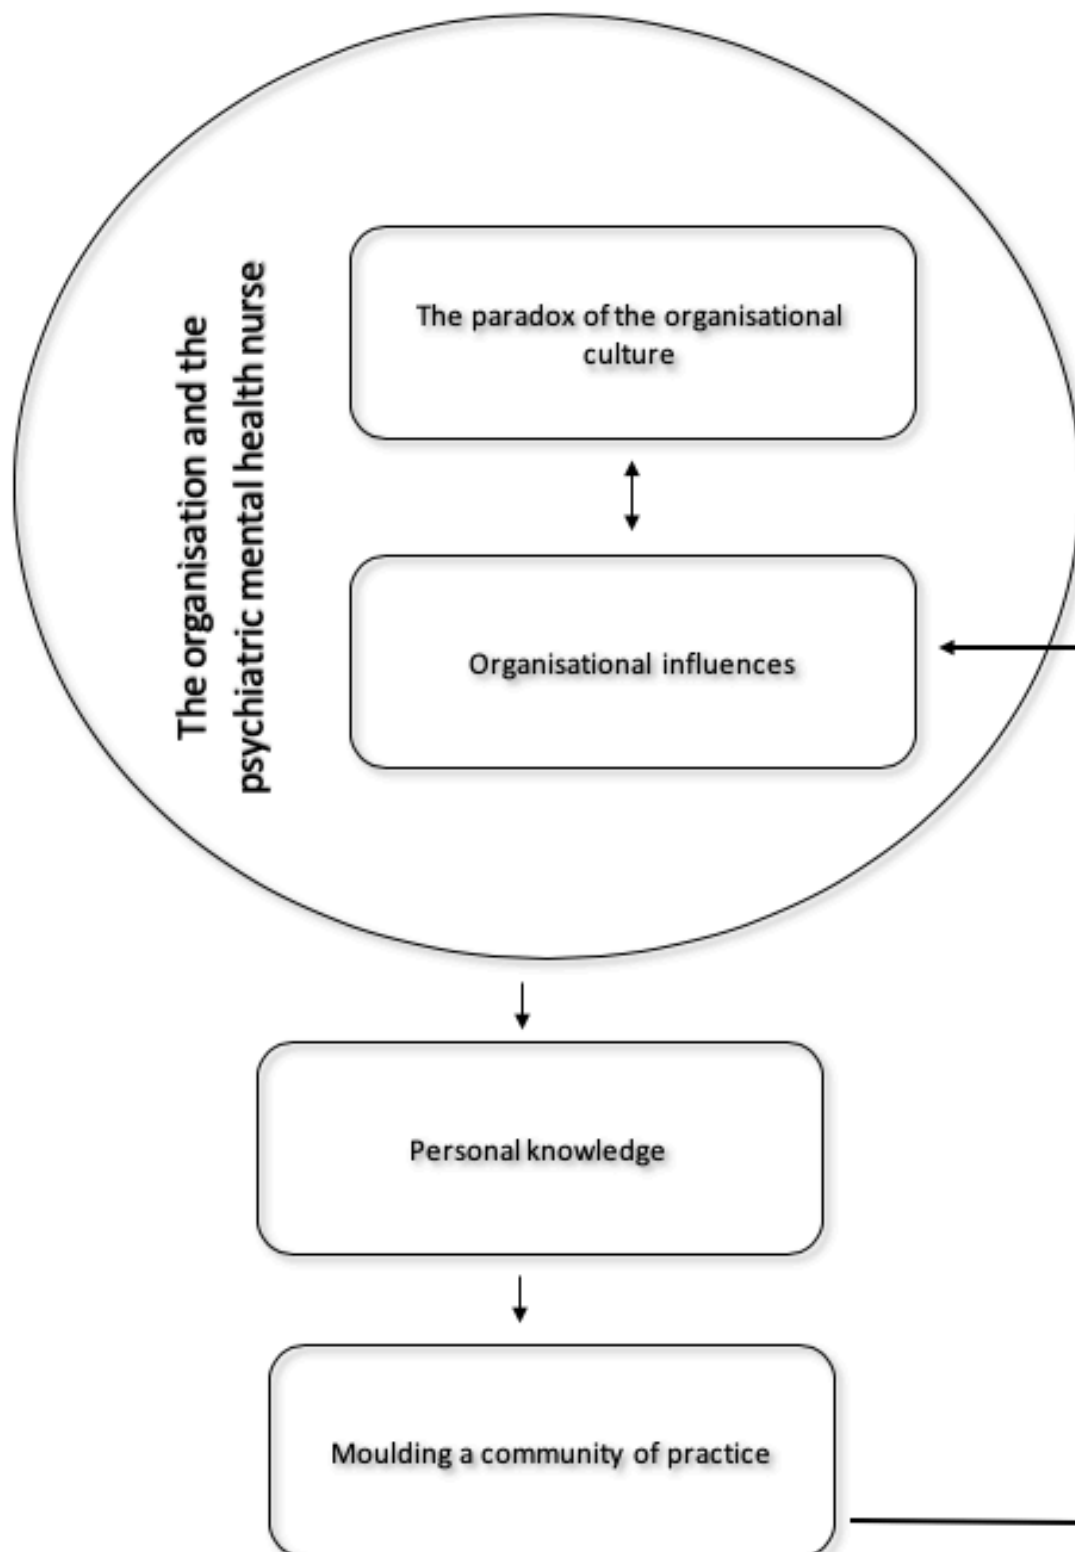 The organisation and the
psychiatric mental health nurse
The paradox of the organisational
culture
Organisational influences
Personal knowledge
Moulding a community of practice